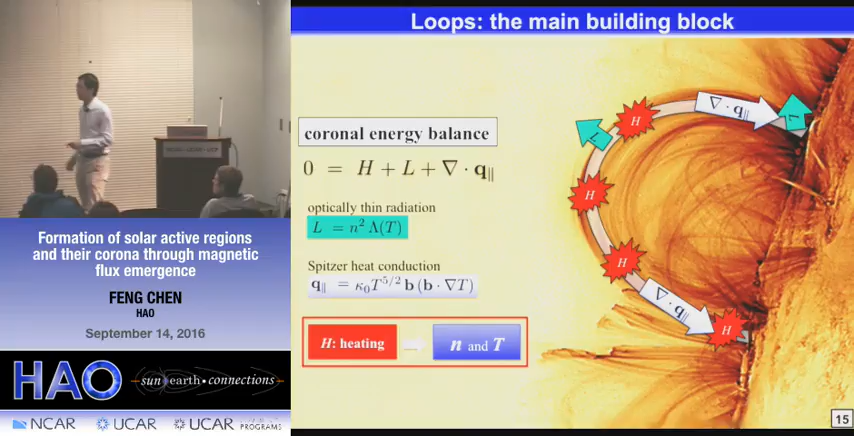 Loops: the main building block
coronal energy balance
0 = H + L + ∇ · q∥
optically thin radiation
L = n² Λ(T)
Spitzer heat conduction
q∥ = κ₀T^5/2 b (b · ∇T)
H: heating
n and T
∇ · q∥
L
H
L
H
H
∇ · q∥
H
15
Formation of solar active regions
and their corona through magnetic
flux emergence
FENG CHEN
HAO
September 14, 2016
HAO
sun earth • connections
NCAR
UCAR
UCAR
PROGRAMS